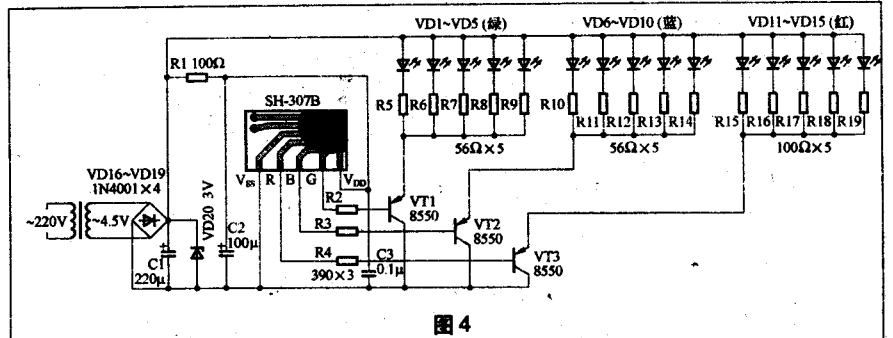 VD1~VD5 (绿)
VD6~VD10 (蓝)
VD11~VD15 (红)
R1 100Ω
SH-307B
R5 R6 R7 R8 R9
R10 R11 R12 R13 R14
R15 R16 R17 R18 R19
56Ω×5
56Ω×5
100Ω×5
VD16~VD19
1N4001×4
VSS R B G VDD
R2
VT1
8550
~220V
~4.5V
VD20 3V
C2
100μ
R3
VT2
8550
R4
390×3
C3
0.1μ
VT3
8550
C1
220μ
图4